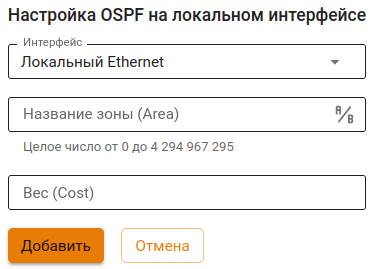 Настройка OSPF на локальном интерфейсе
Интерфейс
Локальный Ethernet
Название зоны (Area)
A/B
Целое число от 0 до 4 294 967 295
Вес (Cost)
Добавить
Отмена